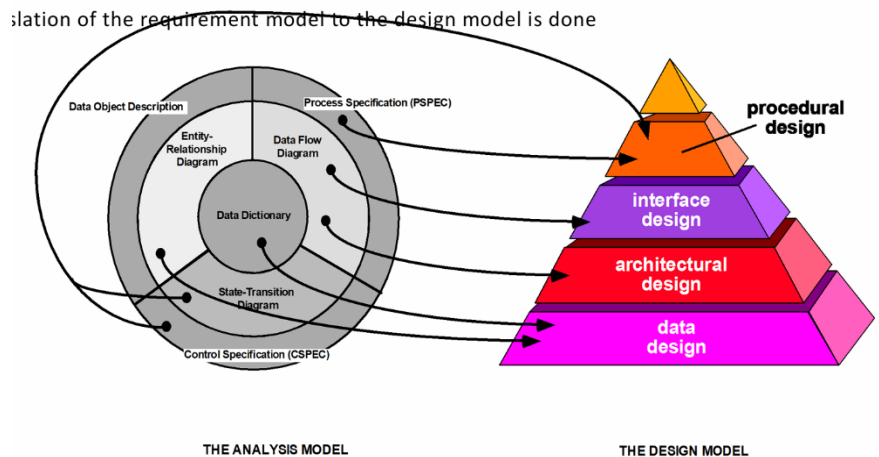 slation of the requirement model to the design model is done
Data Object Description
Process Specification (PSPEC)
Entity-
Relationship
Diagram
Data Flow
Diagram
Data Dictionary
State-Transition
Diagram
Control Specification (CSPEC)
THE ANALYSIS MODEL
procedural
design
interface
design
architectural
design
data
design
THE DESIGN MODEL